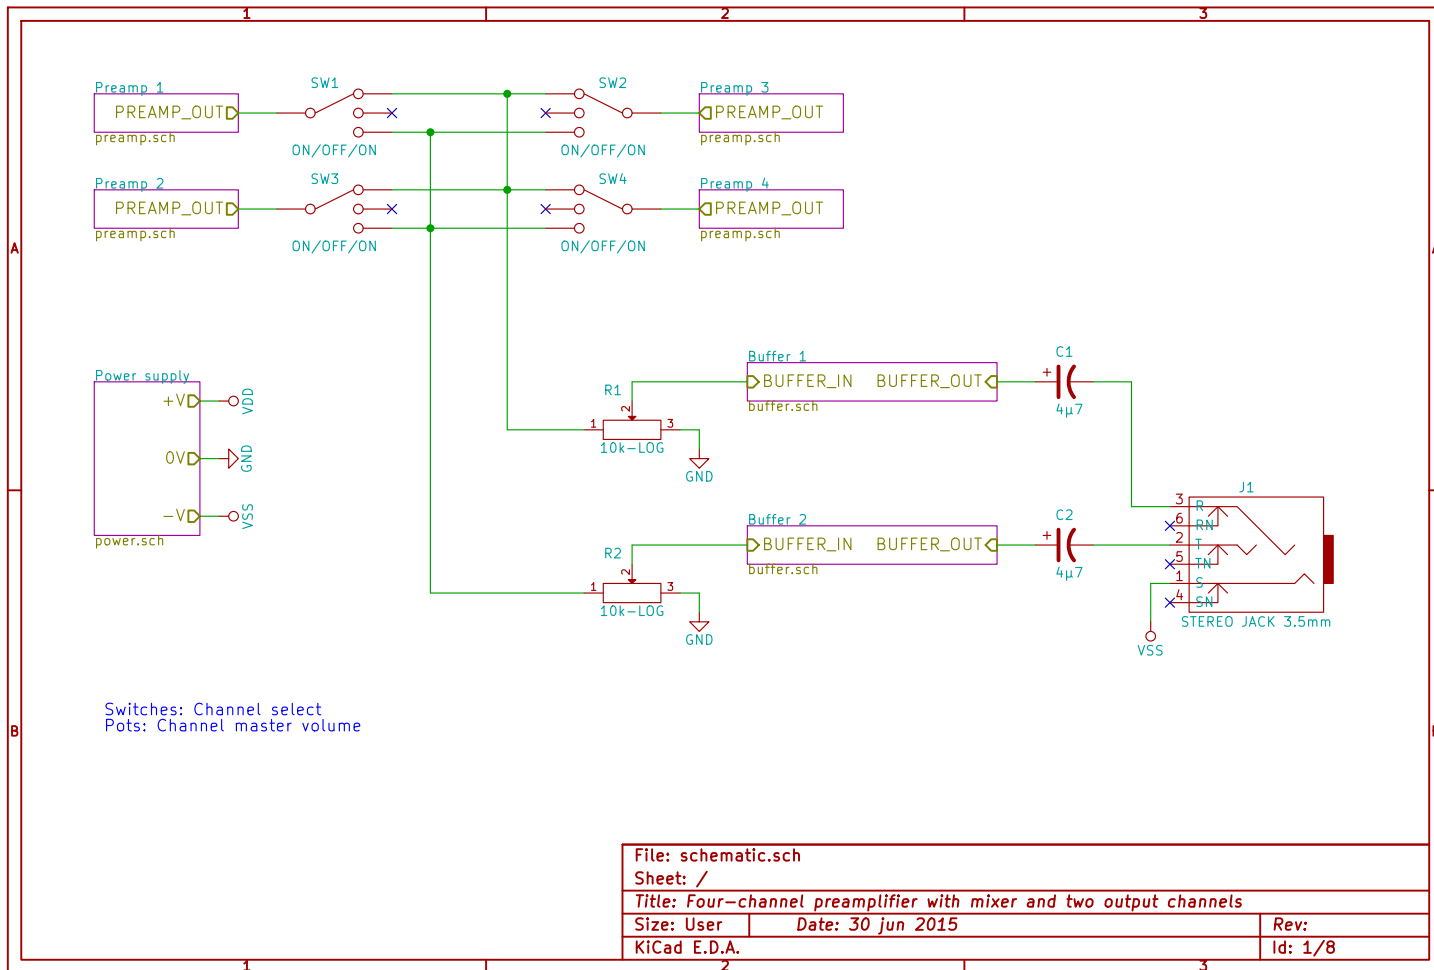 1 2 3
Preamp 1
PREAMP_OUT
preamp.sch
SW1
ON/OFF/ON
SW2
ON/OFF/ON
Preamp 3
PREAMP_OUT
preamp.sch
Preamp 2
PREAMP_OUT
preamp.sch
SW3
ON/OFF/ON
SW4
ON/OFF/ON
Preamp 4
PREAMP_OUT
preamp.sch
A
Power supply
+V
VDD
0V
GND
-V
VSS
power.sch
R1
1 2 3
10k-LOG
GND
Buffer 1
BUFFER_IN BUFFER_OUT
buffer.sch
C1
+
4µ7
R2
1 2 3
10k-LOG
GND
Buffer 2
BUFFER_IN BUFFER_OUT
buffer.sch
C2
+
4µ7
J1
3 R
6 RN
2 T
5 TN
1 S
4 SN
STEREO JACK 3.5mm
VSS
Switches: Channel select
Pots: Channel master volume
B
File: schematic.sch
Sheet: /
Title: Four-channel preamplifier with mixer and two output channels
Size: User Date: 30 jun 2015 Rev:
KiCad E.D.A. Id: 1/8
1 2 3